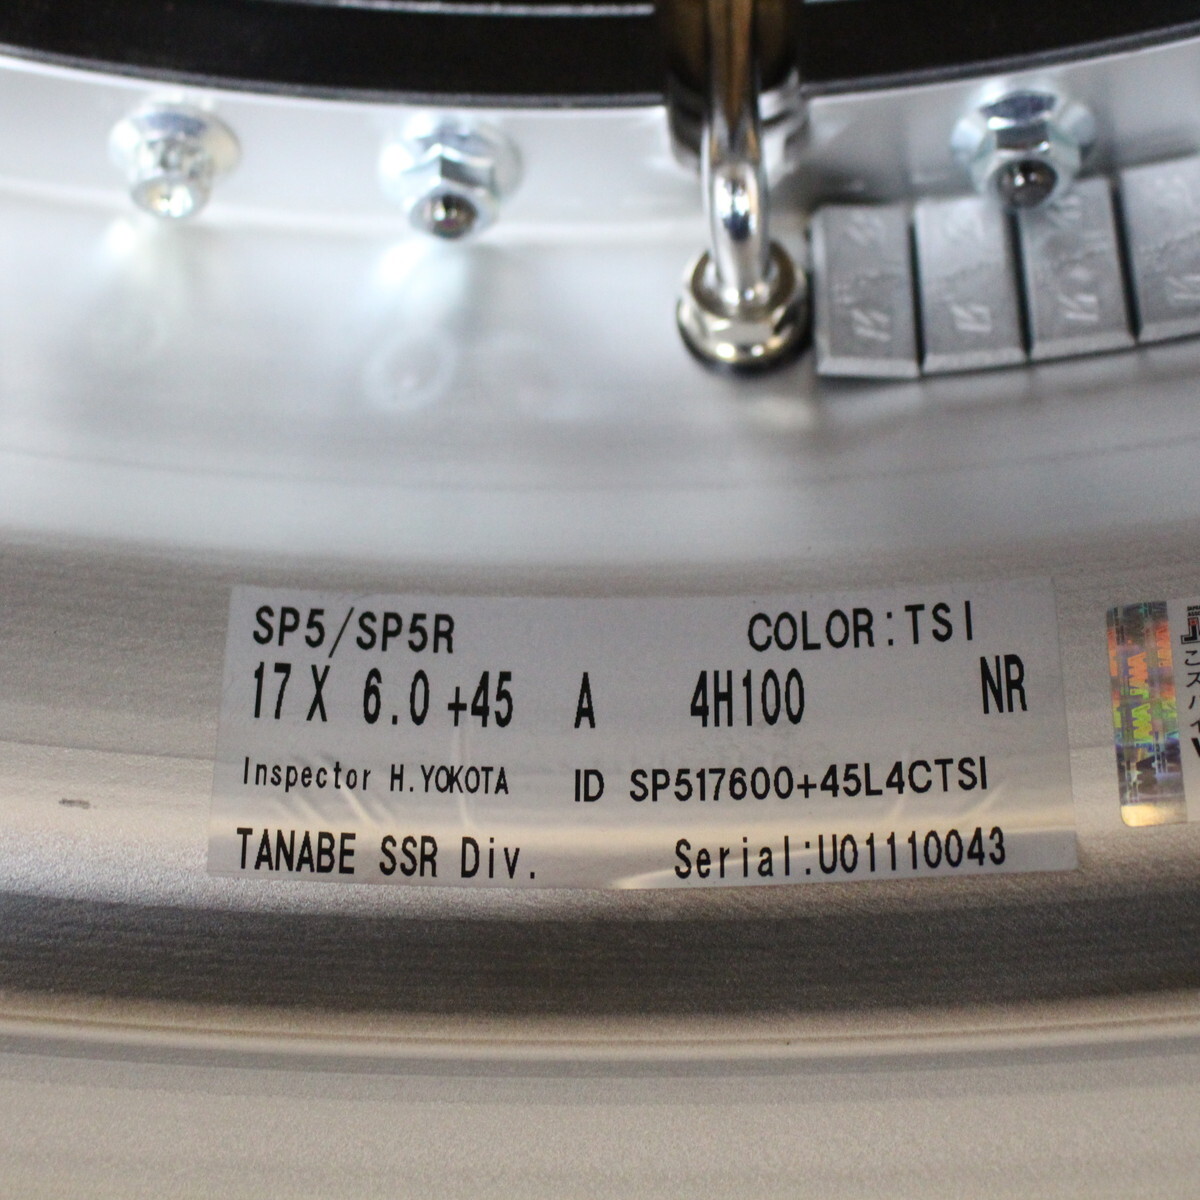 SP5/SP5R COLOR:TSI
17 X 6.0 +45 A 4H100 NR
Inspector H.YOKOTA ID SP517600+45L4CTSI
TANABE SSR Div. Serial:U01110043